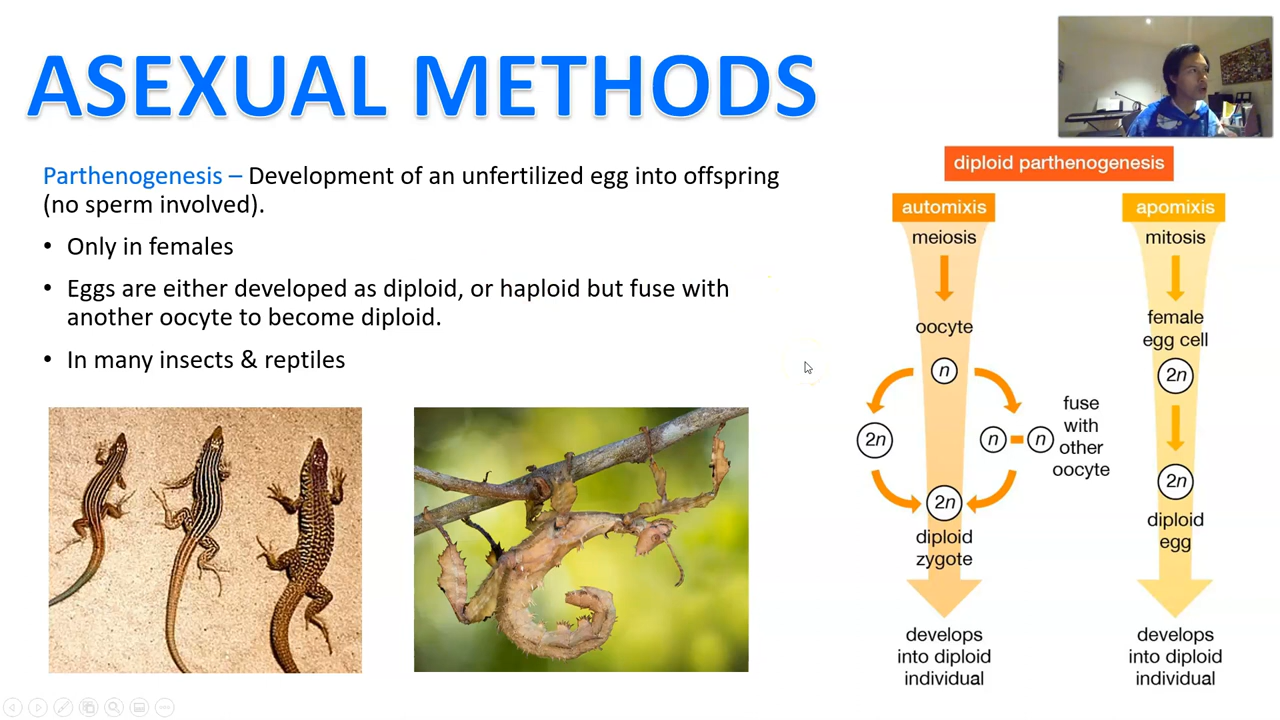 ASEXUAL METHODS
Parthenogenesis – Development of an unfertilized egg into offspring
(no sperm involved).
• Only in females
• Eggs are either developed as diploid, or haploid but fuse with
another oocyte to become diploid.
• In many insects & reptiles
diploid parthenogenesis
automixis
meiosis
oocyte
n
2n
n
n
fuse
with
other
oocyte
2n
diploid
zygote
develops
into diploid
individual
apomixis
mitosis
female
egg cell
2n
2n
diploid
egg
develops
into diploid
individual